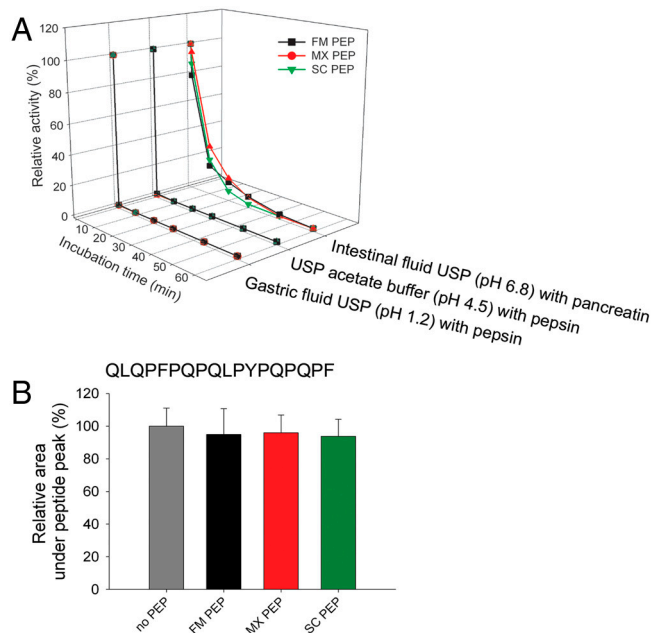 A
120
100
80
60
40
20
0
Relative activity (%)
FM PEP
MX PEP
SC PEP
10
20
30
40
50
60
Incubation time (min)
Intestinal fluid USP (pH 6.8) with pancreatin
USP acetate buffer (pH 4.5) with pepsin
Gastric fluid USP (pH 1.2) with pepsin
B
QLQPFPQPQLPYPQPQPF
120
100
80
60
40
20
0
Relative area
under peptide peak (%)
no PEP
FM PEP
MX PEP
SC PEP